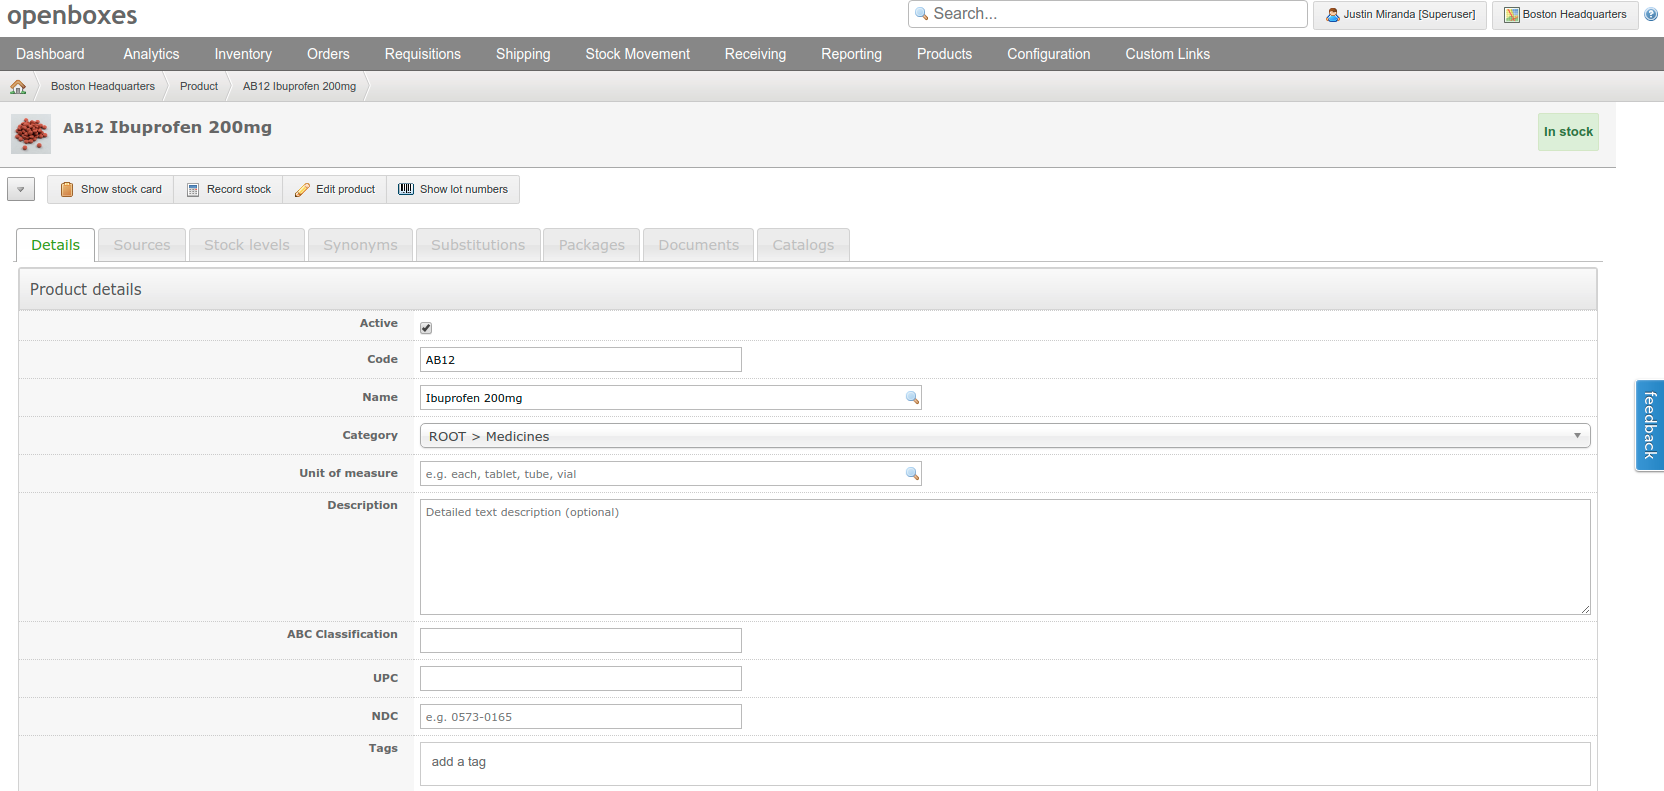 openboxes
Search...
Justin Miranda [Superuser]
Boston Headquarters
Dashboard Analytics Inventory Orders Requisitions Shipping Stock Movement Receiving Reporting Products Configuration Custom Links
Boston Headquarters Product AB12 Ibuprofen 200mg
AB12 Ibuprofen 200mg
In stock
Show stock card Record stock Edit product Show lot numbers
Details Sources Stock levels Synonyms Substitutions Packages Documents Catalogs
Product details
Active
Code AB12
Name Ibuprofen 200mg
Category ROOT > Medicines
Unit of measure e.g. each, tablet, tube, vial
Description Detailed text description (optional)
ABC Classification
UPC
NDC e.g. 0573-0165
Tags add a tag
feedback